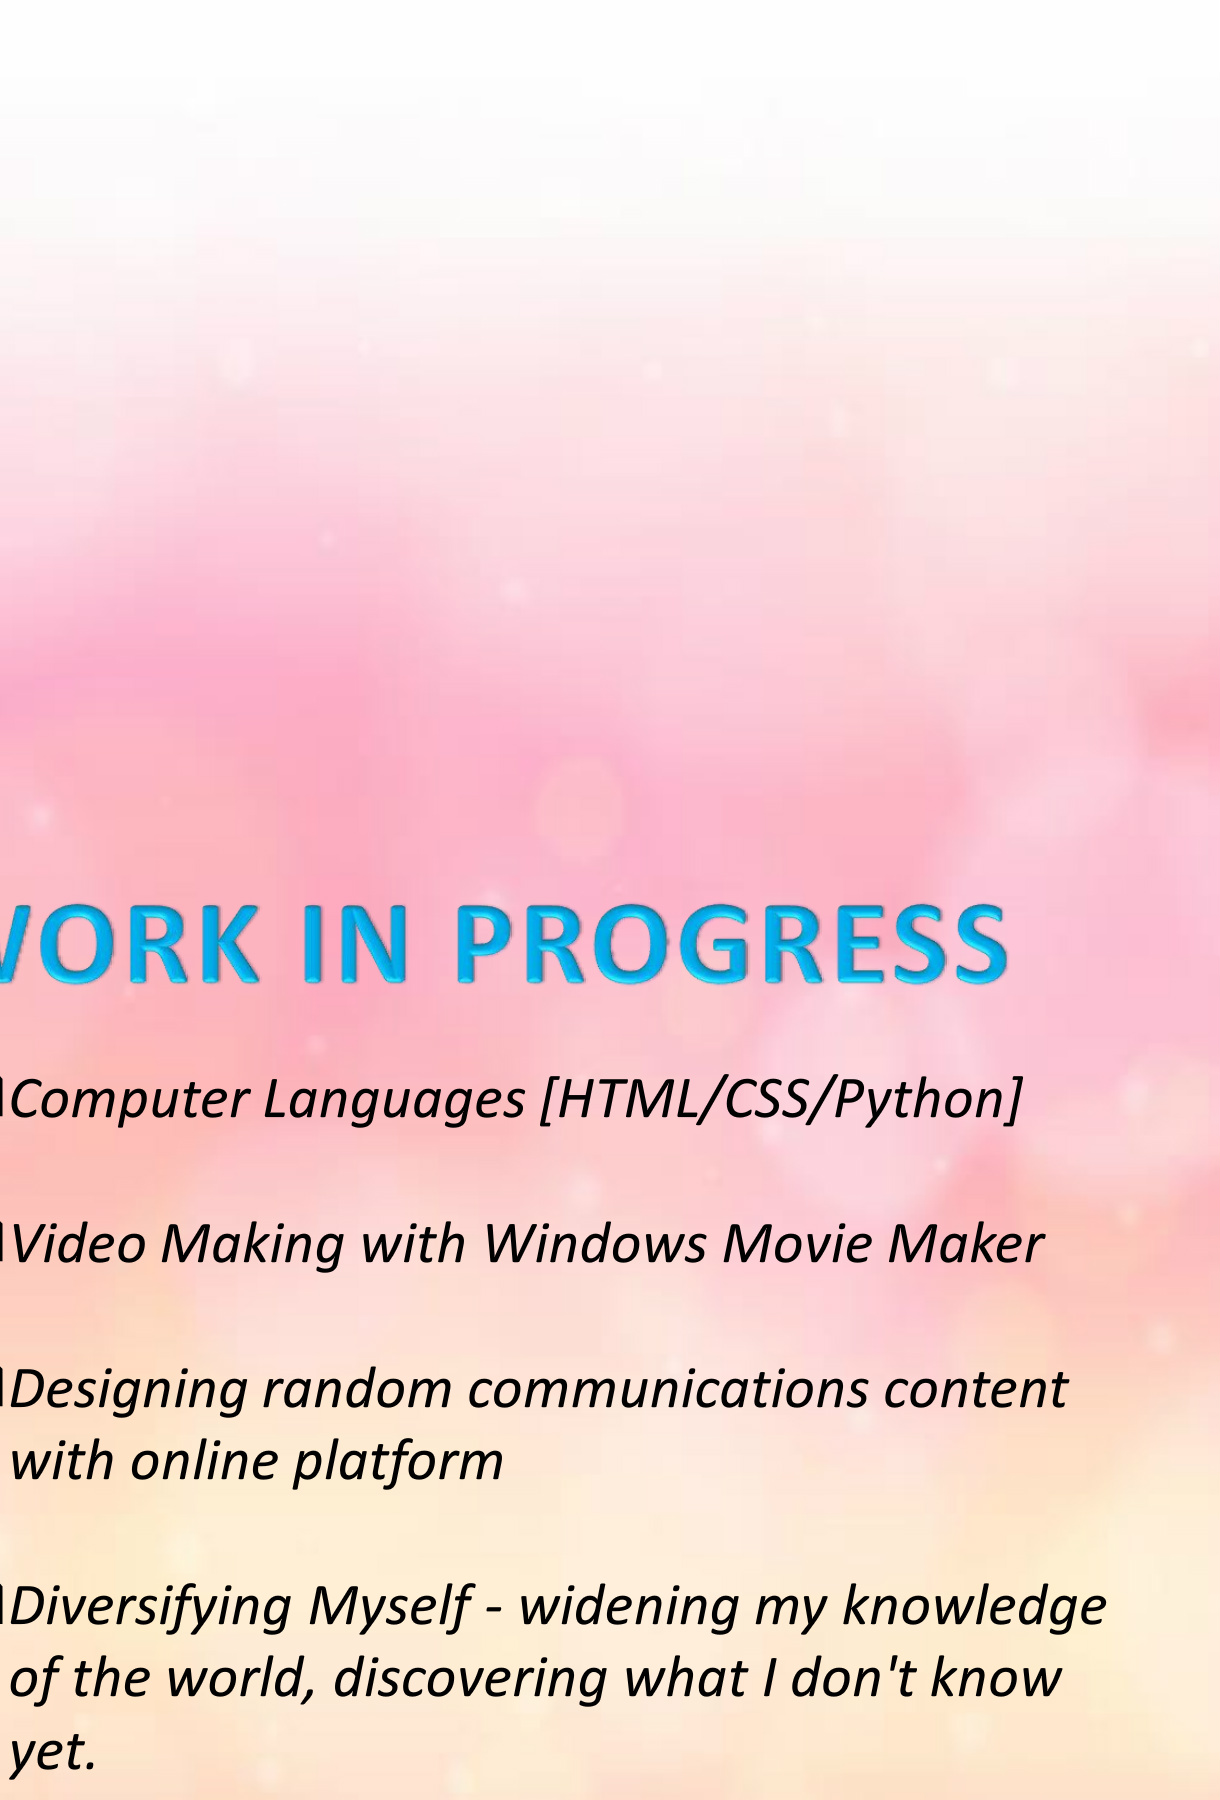 WORK IN PROGRESS
Computer Languages [HTML/CSS/Python]
Video Making with Windows Movie Maker
Designing random communications content
with online platform
Diversifying Myself - widening my knowledge
of the world, discovering what I don't know
yet.